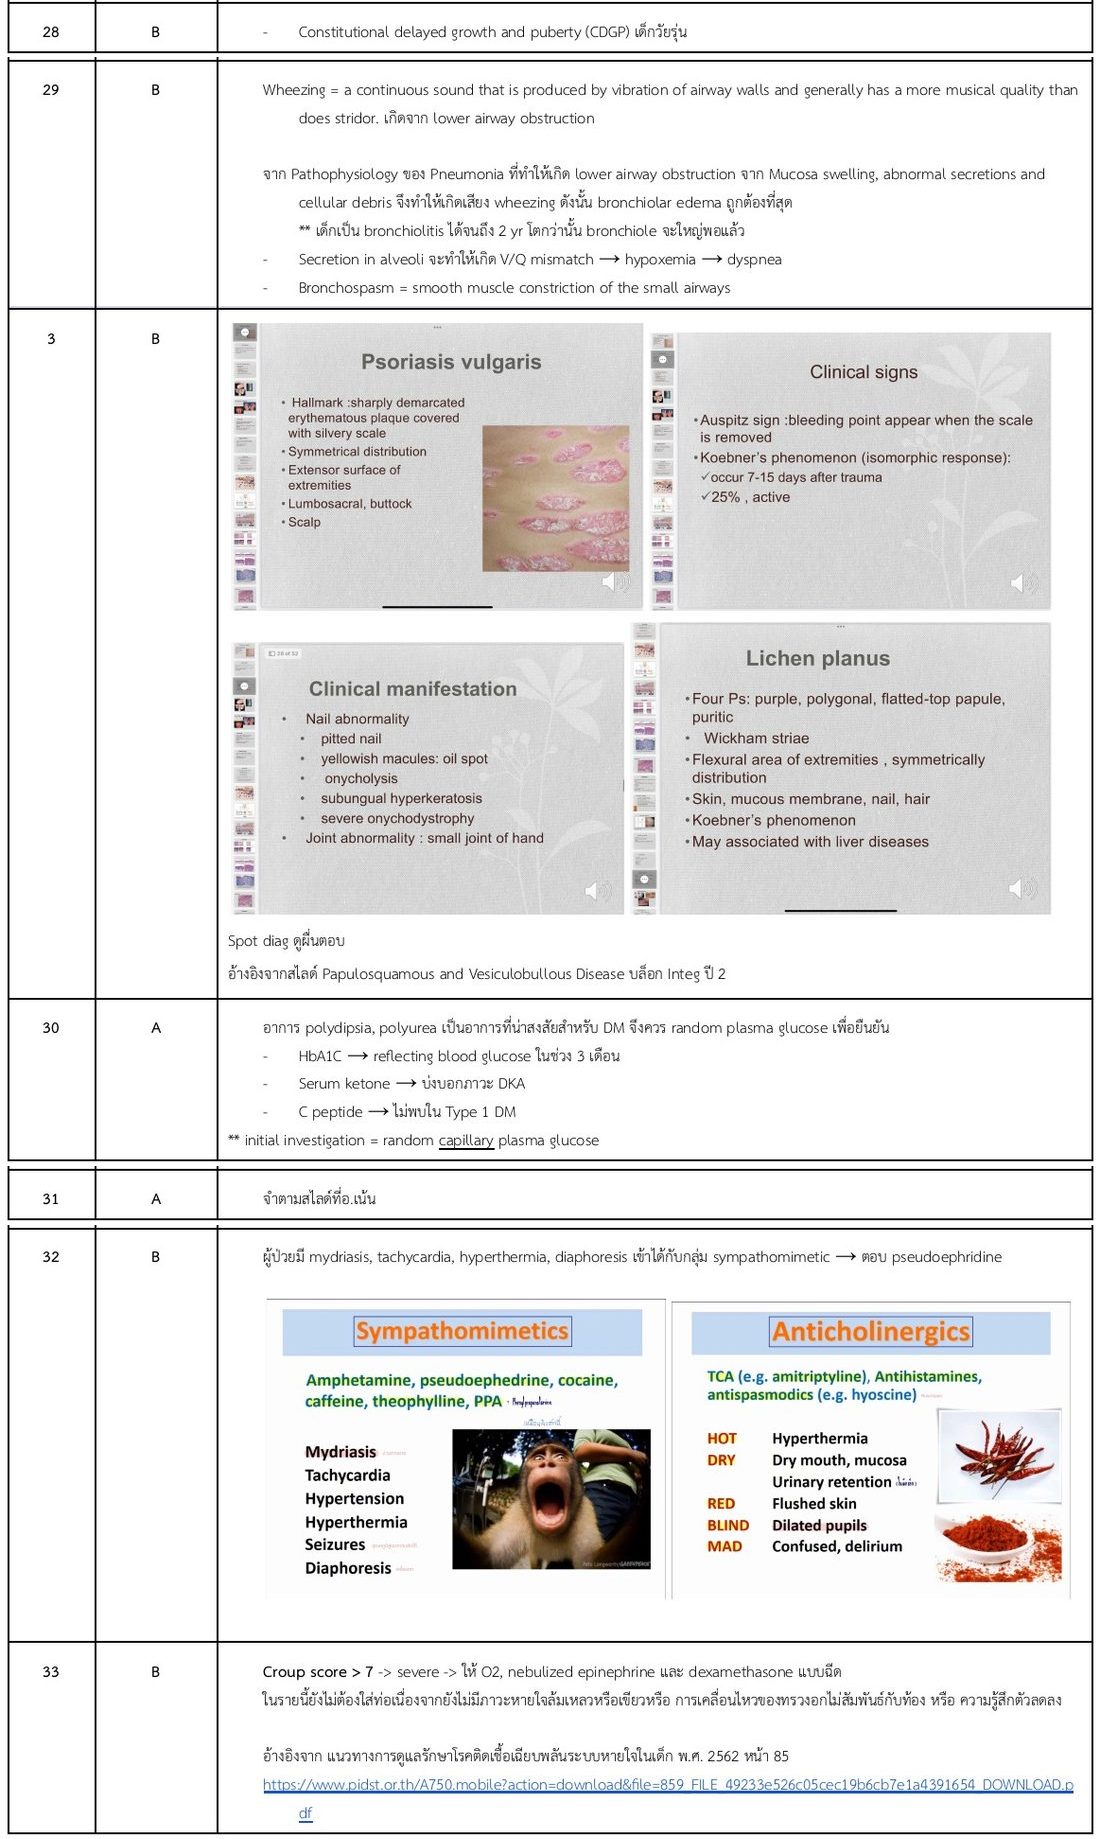 28 B - Constitutional delayed growth and puberty (CDGP) เด็กวัยรุ่น
29 B Wheezing = a continuous sound that is produced by vibration of airway walls and generally has a more musical quality than
does stridor. เกิดจาก lower airway obstruction
จาก Pathophysiology ของ Pneumonia ที่ทำให้เกิด lower airway obstruction จาก Mucosa swelling, abnormal secretions and
cellular debris จึงทำให้เกิดเสียง wheezing ดังนั้น bronchiolar edema ถูกต้องที่สุด
** เด็กเป็น bronchiolitis ได้จนถึง 2 yr โตกว่านั้น bronchiole จะใหญ่พอแล้ว
- Secretion in alveoli จะทำให้เกิด V/Q mismatch → hypoxemia → dyspnea
- Bronchospasm = smooth muscle constriction of the small airways
3 B
Psoriasis vulgaris
• Hallmark :sharply demarcated
erythematous plaque covered
with silvery scale
• Symmetrical distribution
• Extensor surface of
extremities
• Lumbosacral, buttock
• Scalp
Clinical signs
• Auspitz sign :bleeding point appear when the scale
is removed
• Koebner's phenomenon (isomorphic response):
✓occur 7-15 days after trauma
✓25% , active
28 of 52
Clinical manifestation
• Nail abnormality
• pitted nail
• yellowish macules: oil spot
• onycholysis
• subungual hyperkeratosis
• severe onychodystrophy
• Joint abnormality : small joint of hand
Lichen planus
• Four Ps: purple, polygonal, flatted-top papule,
puritic
• Wickham striae
• Flexural area of extremities , symmetrically
distribution
• Skin, mucous membrane, nail, hair
• Koebner's phenomenon
• May associated with liver diseases
Spot diag ดูผื่นตอบ
อ้างอิงจากสไลด์ Papulosquamous and Vesiculobullous Disease บล็อก Integ ปี 2
30 A อาการ polydipsia, polyurea เป็นอาการที่น่าสงสัยสำหรับ DM จึงควร random plasma glucose เพื่อยืนยัน
- HbA1C → reflecting blood glucose ในช่วง 3 เดือน
- Serum ketone → บ่งบอกภาวะ DKA
- C peptide → ไม่พบใน Type 1 DM
** initial investigation = random capillary plasma glucose
31 A จำตามสไลด์ที่อ.เน้น
32 B ผู้ป่วยมี mydriasis, tachycardia, hyperthermia, diaphoresis เข้าได้กับกลุ่ม sympathomimetic → ตอบ pseudoephridine
Sympathomimetics
Amphetamine, pseudoephedrine, cocaine,
caffeine, theophylline, PPA
Mydriasis
Tachycardia
Hypertension
Hyperthermia
Seizures
Diaphoresis
Anticholinergics
TCA (e.g. amitriptyline), Antihistamines,
antispasmodics (e.g. hyoscine)
HOT Hyperthermia
DRY Dry mouth, mucosa
Urinary retention
RED Flushed skin
BLIND Dilated pupils
MAD Confused, delirium
33 B Croup score > 7 -> severe -> ให้ O2, nebulized epinephrine และ dexamethasone แบบฉีด
ในรายนี้ยังไม่ต้องใส่ท่อเนื่องจากยังไม่มีภาวะหายใจล้มเหลวหรือเขียวหรือ การเคลื่อนไหวของทรวงอกไม่สัมพันธ์กับท้อง หรือ ความรู้สึกตัวลดลง
อ้างอิงจาก แนวทางการดูแลรักษาโรคติดเชื้อเฉียบพลันระบบหายใจในเด็ก พ.ศ. 2562 หน้า 85
https://www.pidst.or.th/A750.mobile?action=download&file=859_FILE_49233e526c05cec19b6cb7e1a4391654_DOWNLOAD.p
df